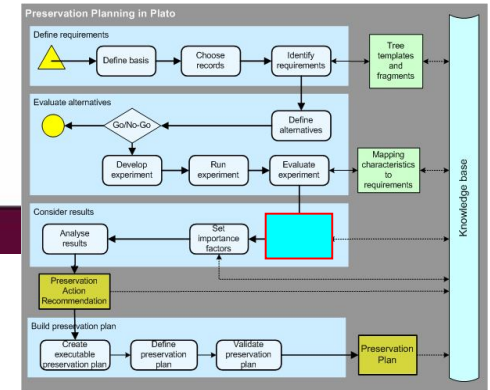 Preservation Planning in Plato
Define requirements
Define basis
Choose
records
Identify
requirements
Tree
templates
and
fragments
Evaluate alternatives
Go/No-Go
Define
alternatives
Develop
experiment
Run
experiment
Evaluate
experiment
Mapping
characteristics
to
requirements
Knowledge base
Consider results
Analyse
results
Set
importance
factors
Preservation
Action
Recommendation
Build preservation plan
Create
executable
preservation plan
Define
preservation
plan
Validate
preservation
plan
Preservation
Plan